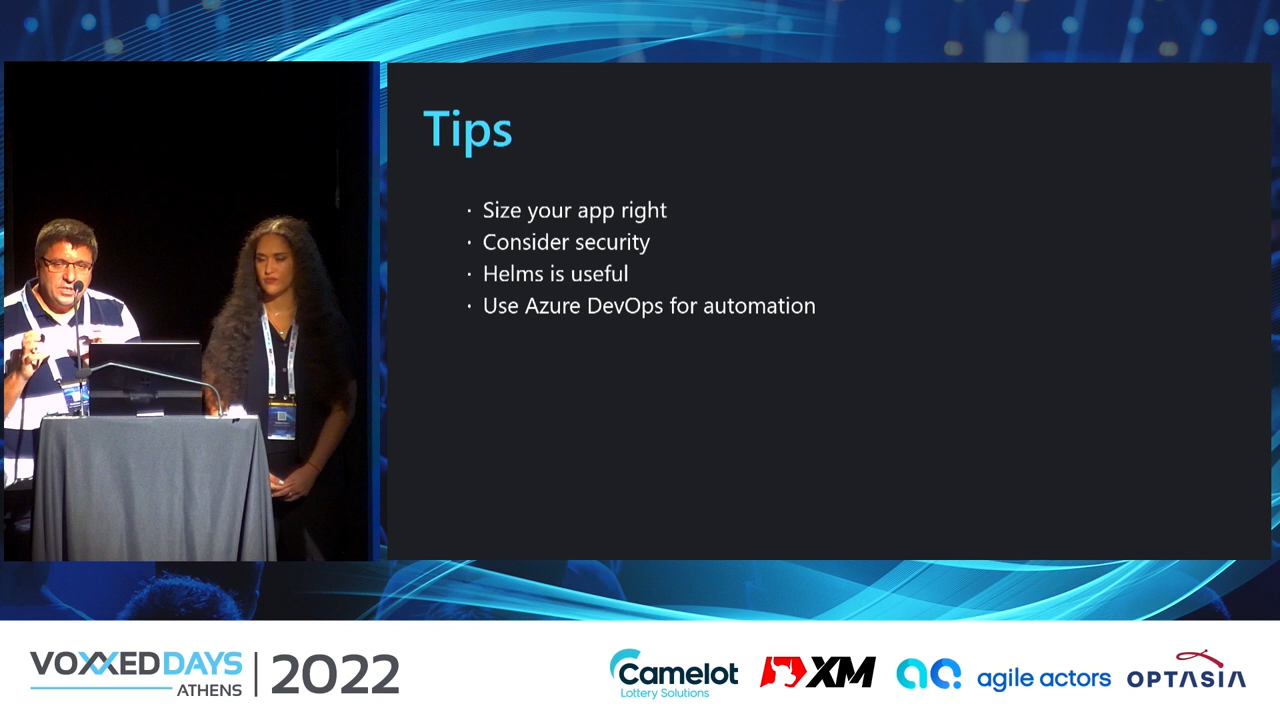 Tips
· Size your app right
· Consider security
· Helms is useful
· Use Azure DevOps for automation
VOXXEDDAYS
ATHENS
2022
Camelot
Lottery Solutions
XM
agile actors
OPTASIA